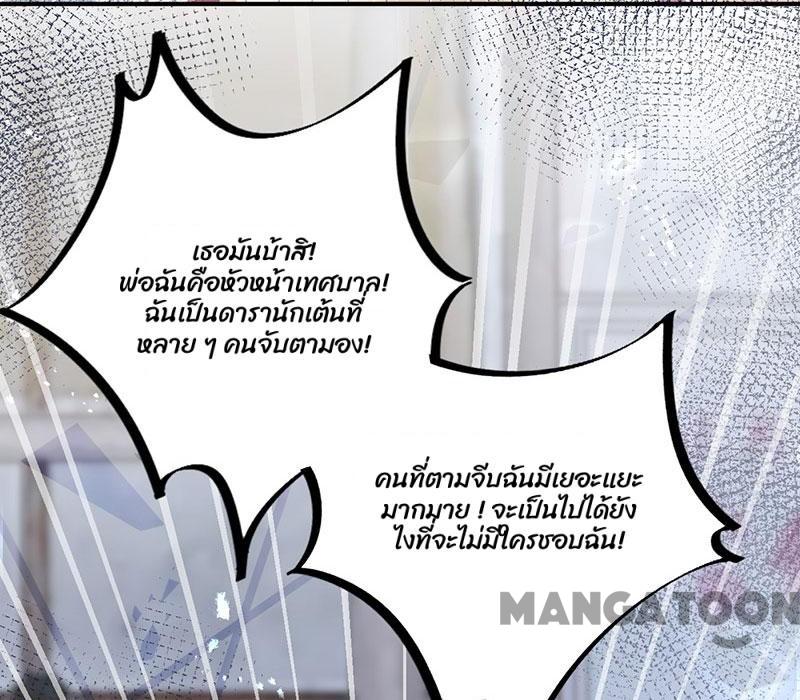 เธอมันบ้าสิ!
พ่อฉันคือหัวหน้าเทศบาล!
ฉันเป็นดารานักเต้นที่
หลาย ๆ คนจับตามอง!
คนที่ตามจีบฉันมีเยอะแยะ
มากมาย ! จะเป็นไปได้ยัง
ไงที่จะไม่มีใครชอบฉัน!
MANGATOON